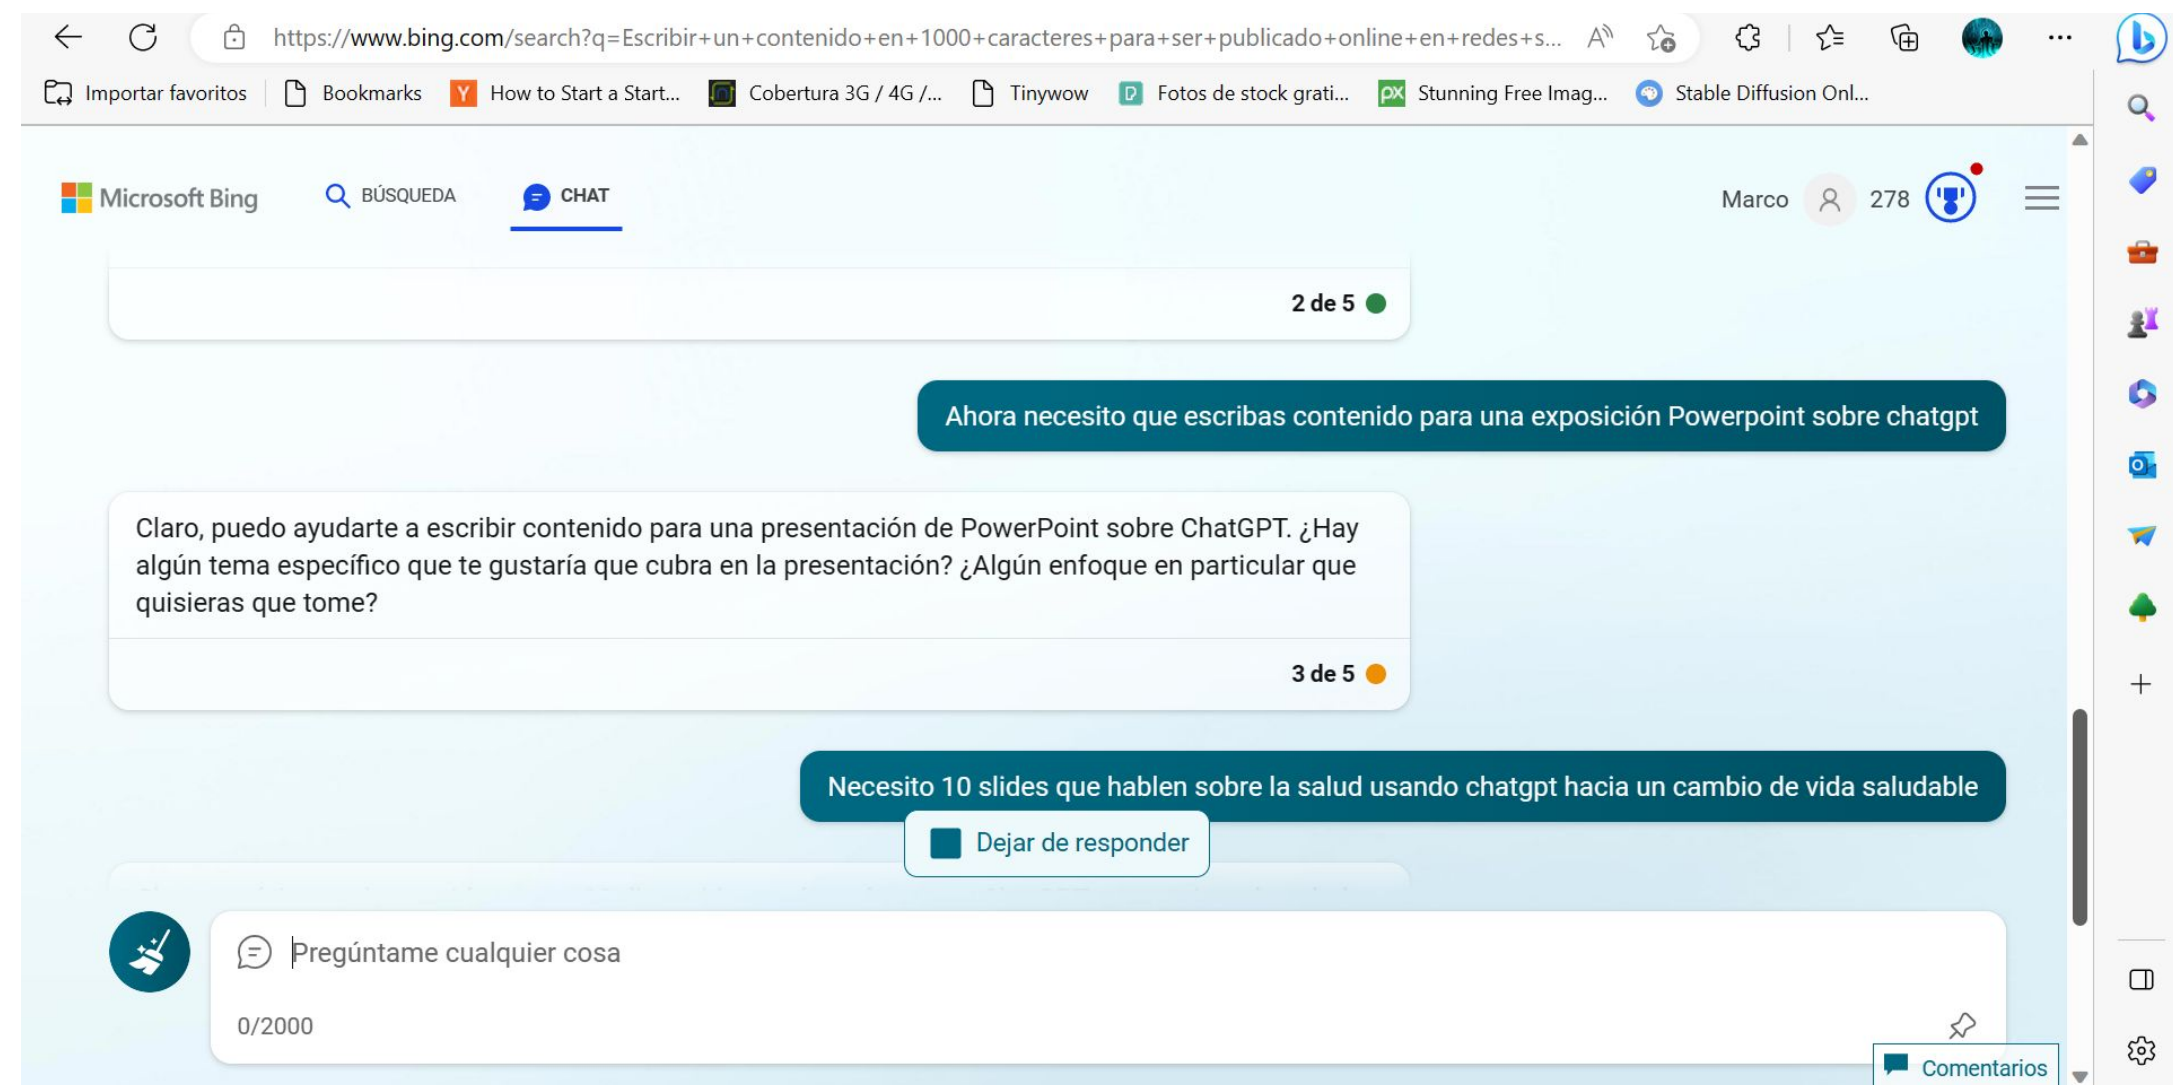 https://www.bing.com/search?q=Escribir+un+contenido+en+1000+caracteres+para+ser+publicado+online+en+redes+s...
Importar favoritos
Bookmarks
How to Start a Start...
Cobertura 3G / 4G /...
Tinywow
Fotos de stock grati...
Stunning Free Imag...
Stable Diffusion Onl...
Microsoft Bing
BÚSQUEDA
CHAT
Marco
278
2 de 5
Ahora necesito que escribas contenido para una exposición Powerpoint sobre chatgpt
Claro, puedo ayudarte a escribir contenido para una presentación de PowerPoint sobre ChatGPT. ¿Hay
algún tema específico que te gustaría que cubra en la presentación? ¿Algún enfoque en particular que
quisieras que tome?
3 de 5
Necesito 10 slides que hablen sobre la salud usando chatgpt hacia un cambio de vida saludable
Dejar de responder
Pregúntame cualquier cosa
0/2000
Comentarios